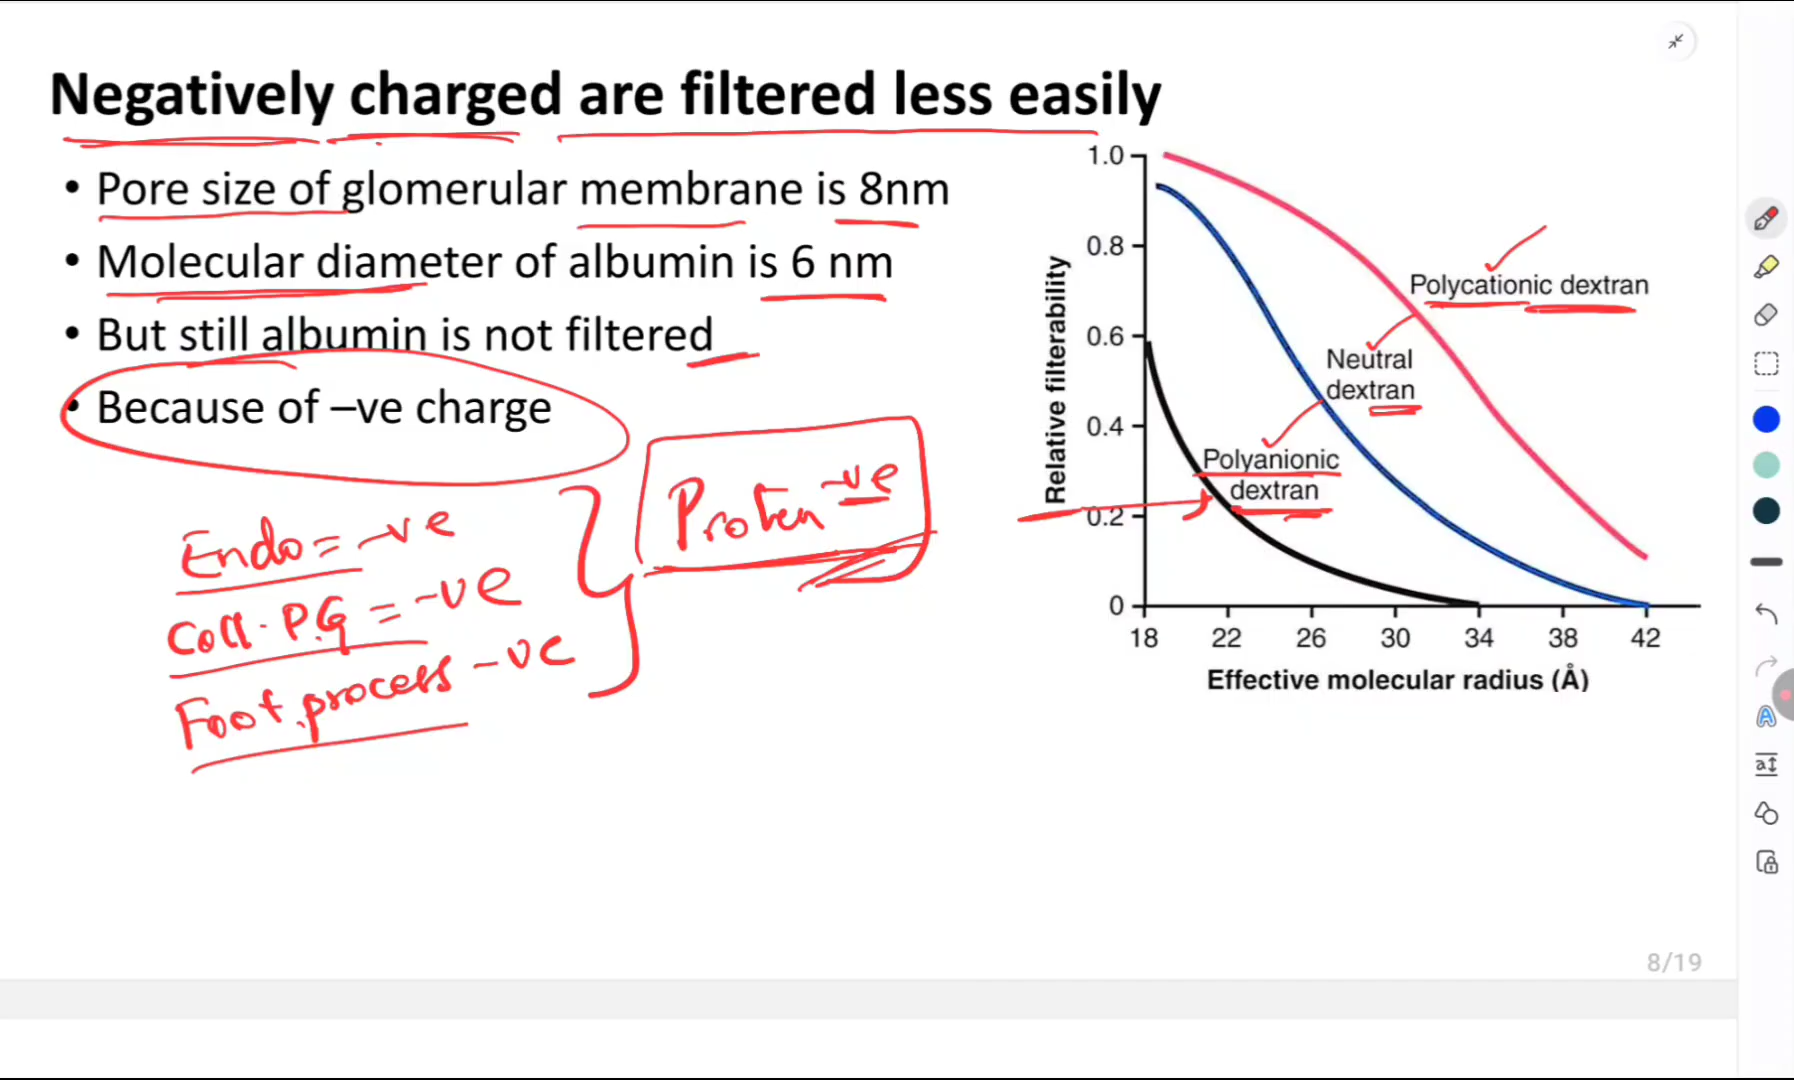 Negatively charged are filtered less easily
• Pore size of glomerular membrane is 8nm
• Molecular diameter of albumin is 6 nm
• But still albumin is not filtered
• Because of –ve charge
Endo = -ve
Coll. P.G = -ve
Foot.process -ve
Protien -ve
Relative filterability
1.0
0.8
0.6
0.4
0.2
0
Polycationic dextran
Neutral
dextran
Polyanionic
dextran
18 22 26 30 34 38 42
Effective molecular radius (Å)
8/19
A
a